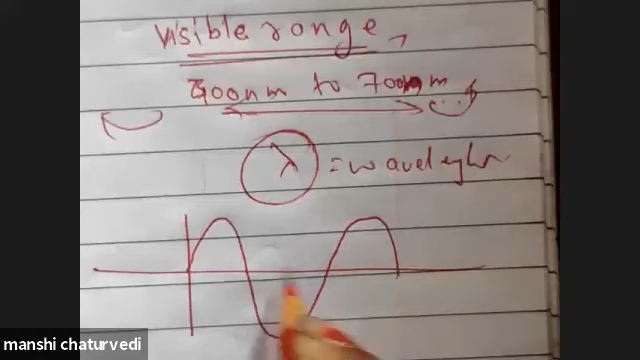 visible range,
400nm to 700nm
λ = wavelength
manshi chaturvedi